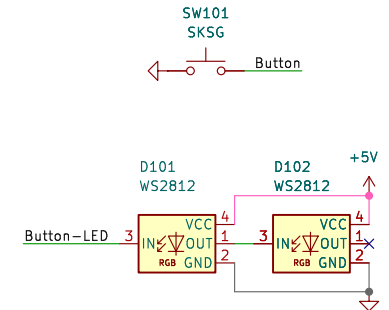 SW101
SKSG
Button
+5V
D101
WS2812
D102
WS2812
Button-LED
3 IN VCC 4
OUT 1
GND 2
RGB
3 IN VCC 4
OUT 1
GND 2
RGB